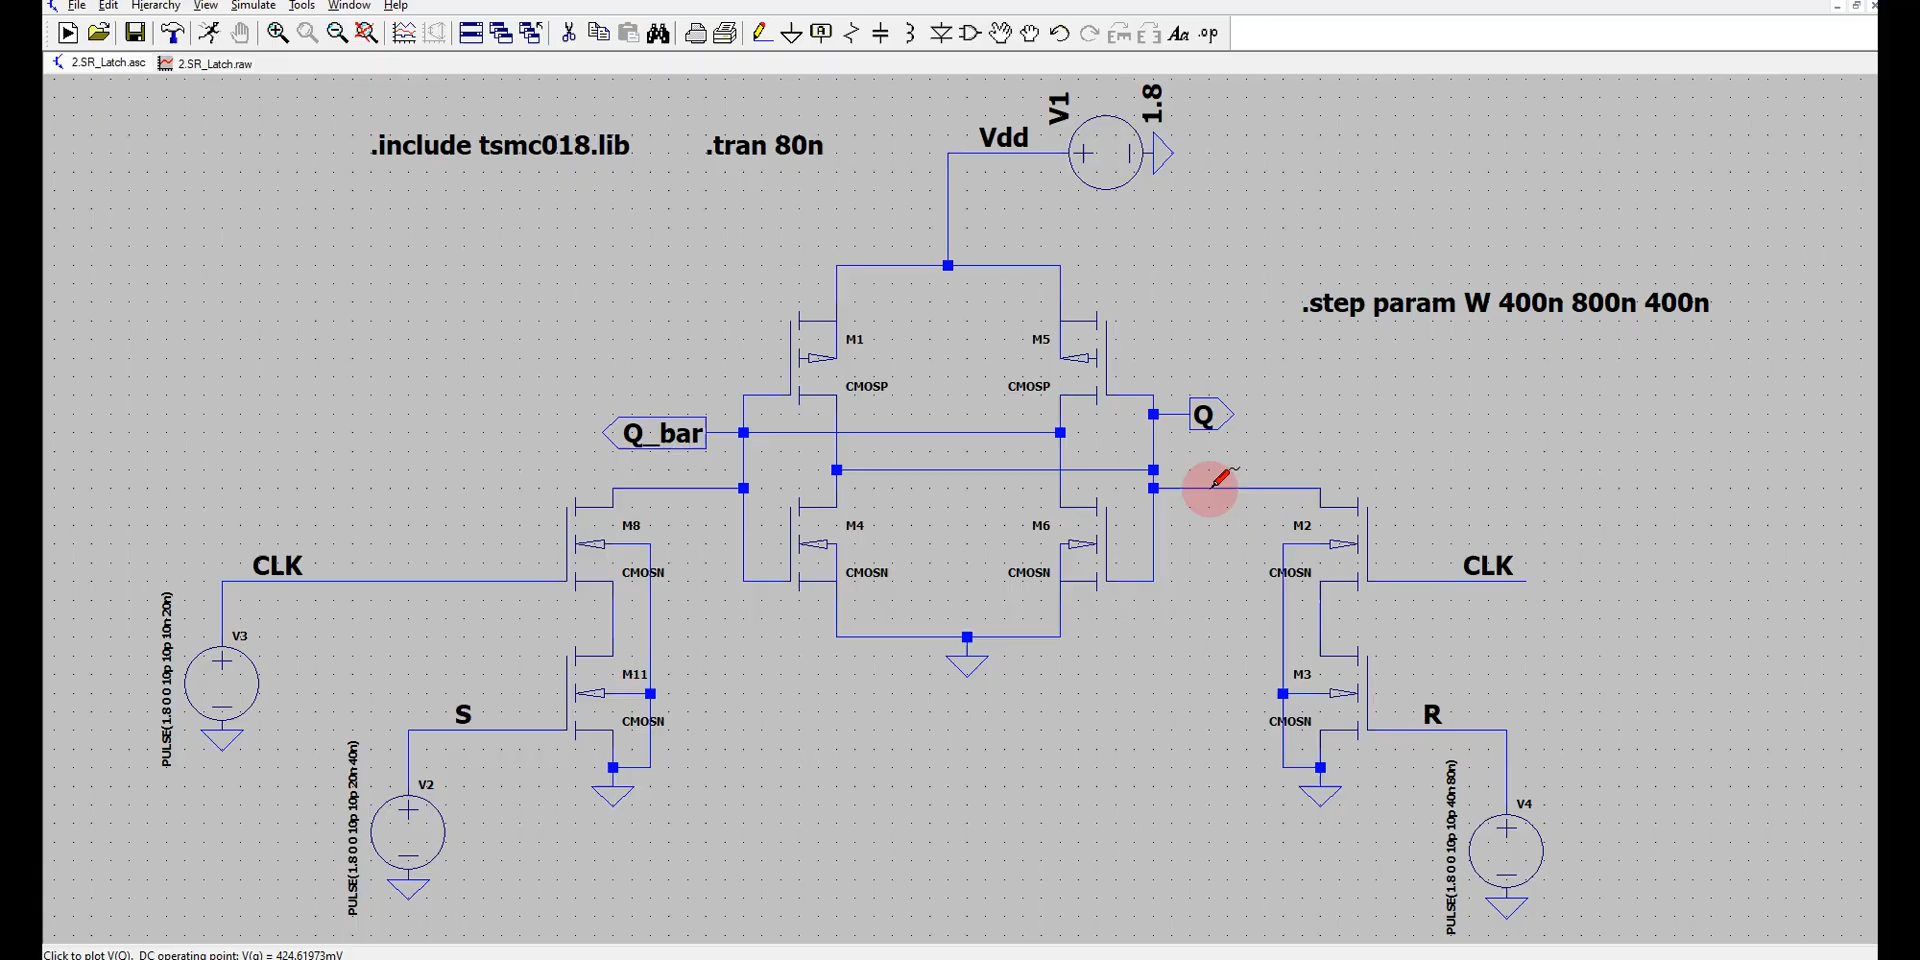 File Edit Hierarchy View Simulate Tools Window Help
2.SR_Latch.asc 2.SR_Latch.raw
.include tsmc018.lib
.tran 80n
Vdd
V1
1.8
.step param W 400n 800n 400n
M1
CMOSP
M5
CMOSP
Q_bar
Q
M8
CMOSN
M4
CMOSN
M6
CMOSN
M2
CMOSN
CLK
CLK
V3
PULSE(1.8 0 0 10p 10p 10n 20n)
M11
CMOSN
M3
CMOSN
S
R
V2
PULSE(1.8 0 0 10p 10p 20n 40n)
V4
PULSE(1.8 0 0 10p 10p 40n 80n)
Click to plot V(Q). DC operating point: V(q) = 424.61973mV